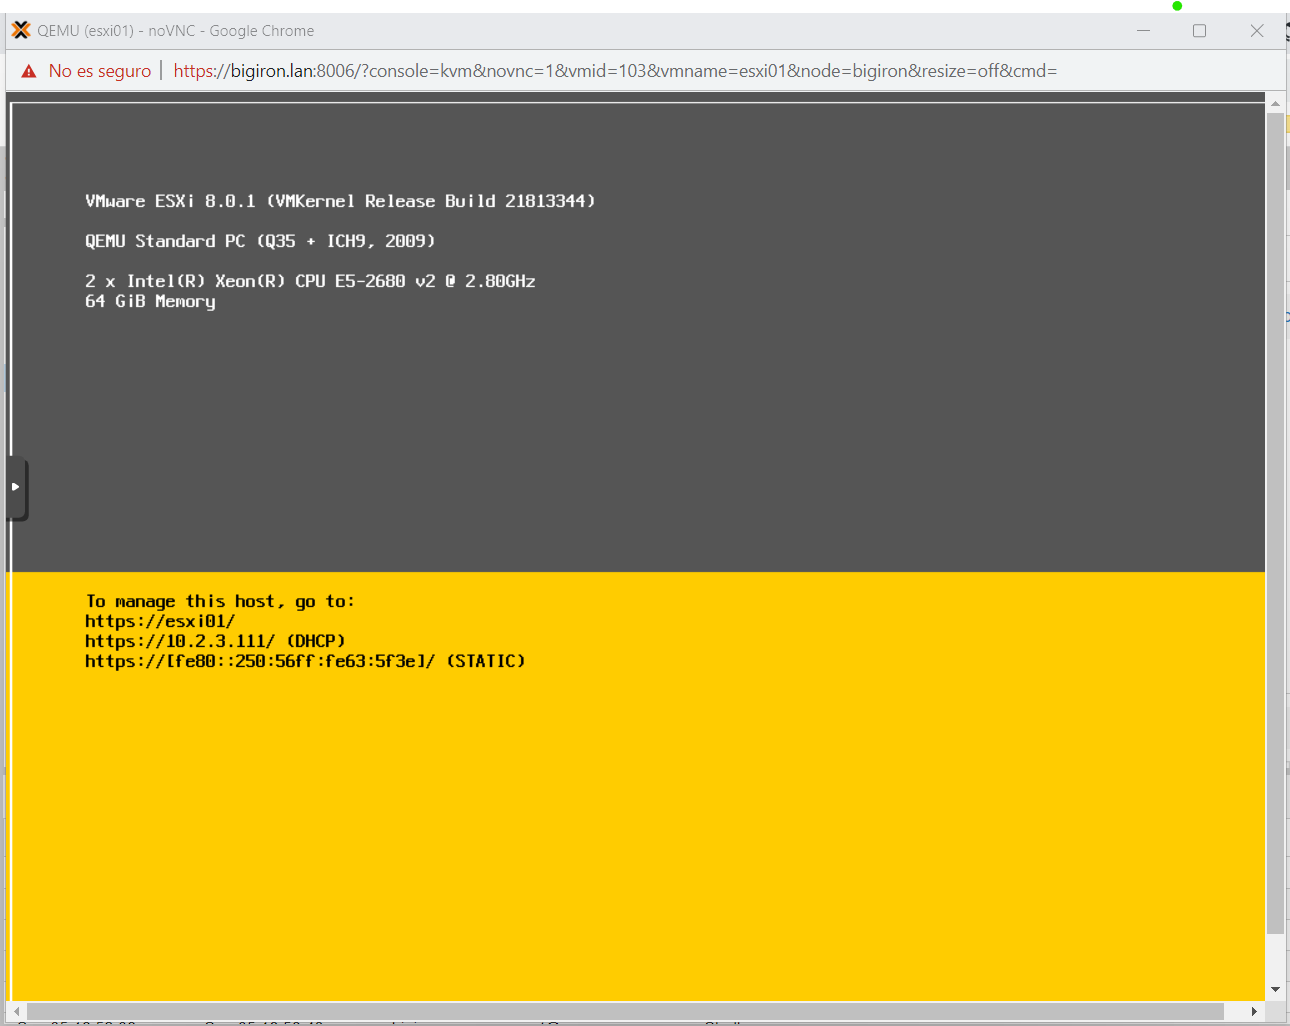 QEMU (esxi01) - noVNC - Google Chrome
No es seguro | https://bigiron.lan:8006/?console=kvm&novnc=1&vmid=103&vmname=esxi01&node=bigiron&resize=off&cmd=
VMware ESXi 8.0.1 (VMKernel Release Build 21813344)
QEMU Standard PC (Q35 + ICH9, 2009)
2 x Intel(R) Xeon(R) CPU E5-2680 v2 @ 2.80GHz
64 GiB Memory
To manage this host, go to:
https://esxi01/
https://10.2.3.111/ (DHCP)
https://[fe80::250:56ff:fe63:5f3e]/ (STATIC)